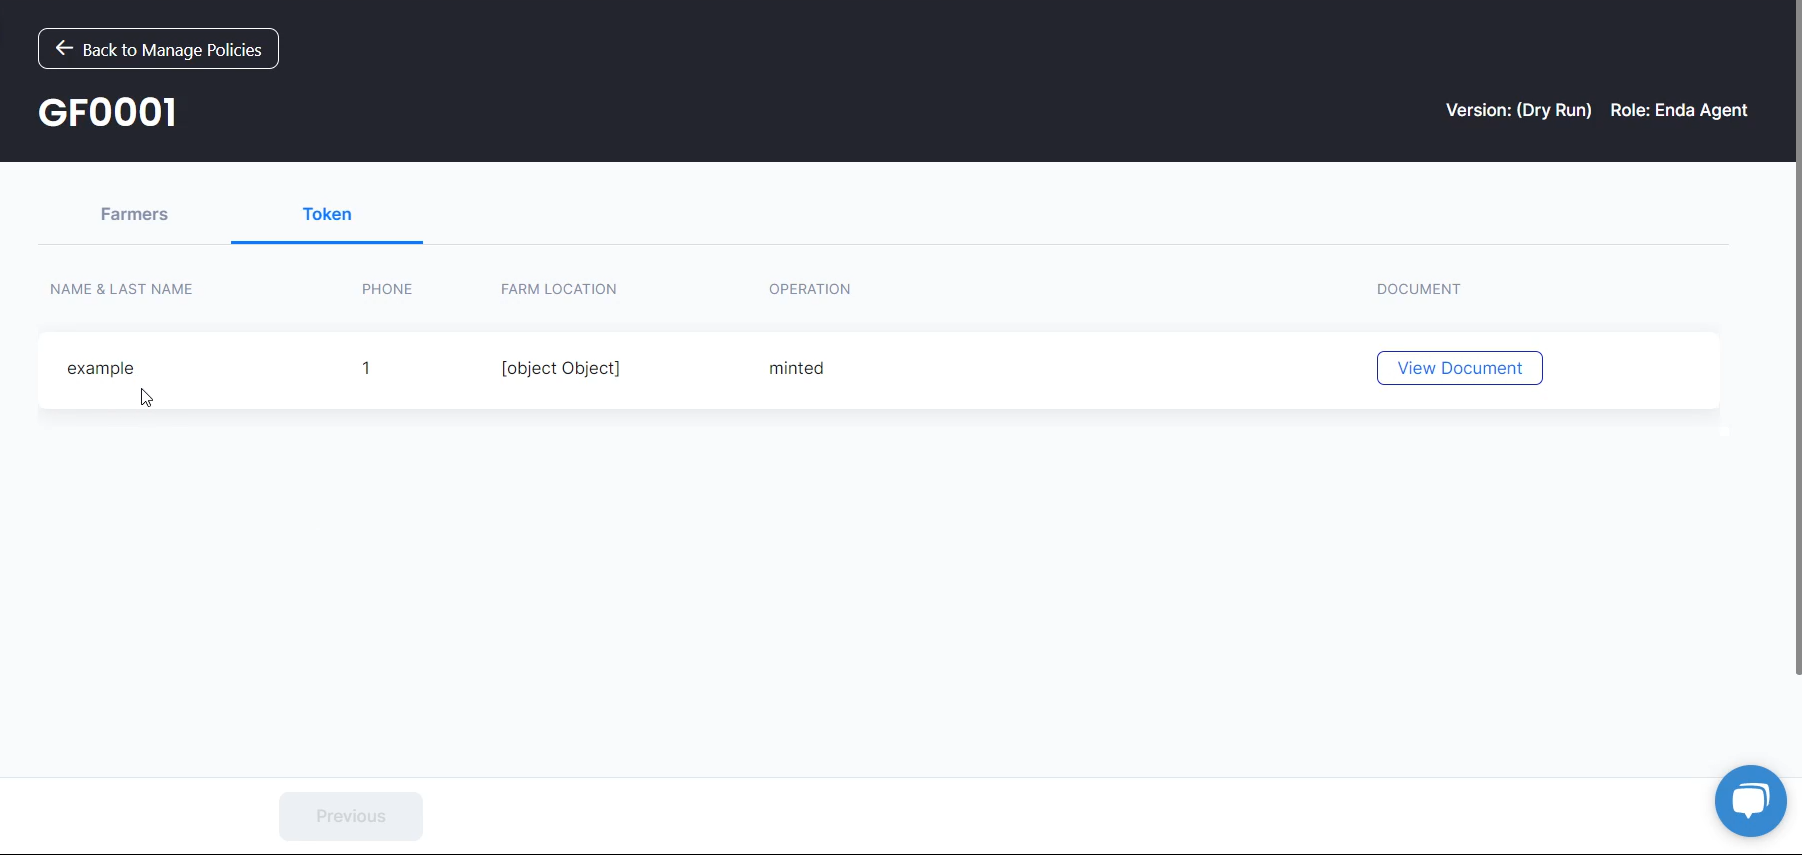 Back to Manage Policies
GF0001
Version: (Dry Run) Role: Enda Agent
Farmers Token
NAME & LAST NAME PHONE FARM LOCATION OPERATION DOCUMENT
example 1 [object Object] minted View Document
Previous